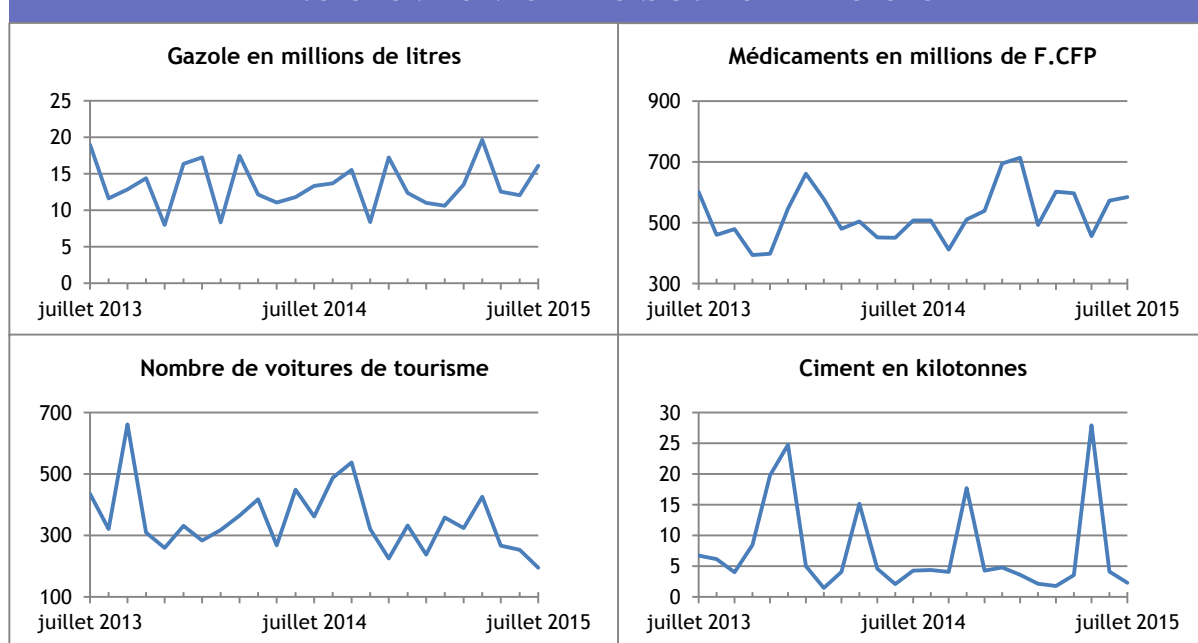 Gazole en millions de litres
25
20
15
10
5
0
juillet 2013 juillet 2014 juillet 2015
Médicaments en millions de F.CFP
900
700
500
300
juillet 2013 juillet 2014 juillet 2015
Nombre de voitures de tourisme
700
500
300
100
juillet 2013 juillet 2014 juillet 2015
Ciment en kilotonnes
30
25
20
15
10
5
0
juillet 2013 juillet 2014 juillet 2015